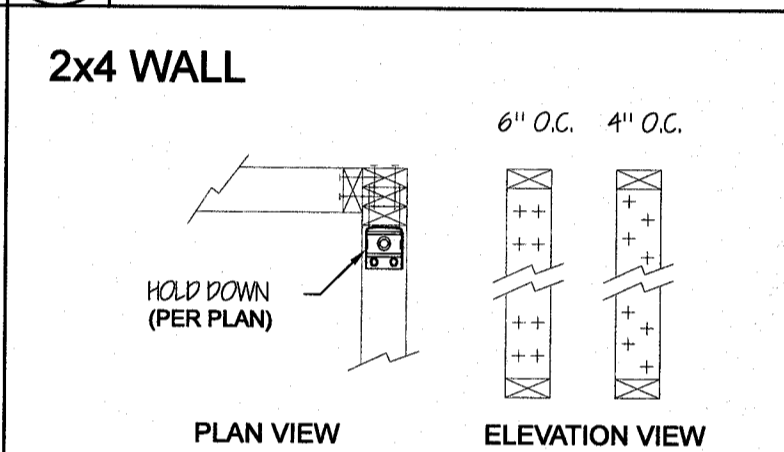 2x4 WALL
6" O.C. 4" O.C.
HOLD DOWN
(PER PLAN)
PLAN VIEW
ELEVATION VIEW